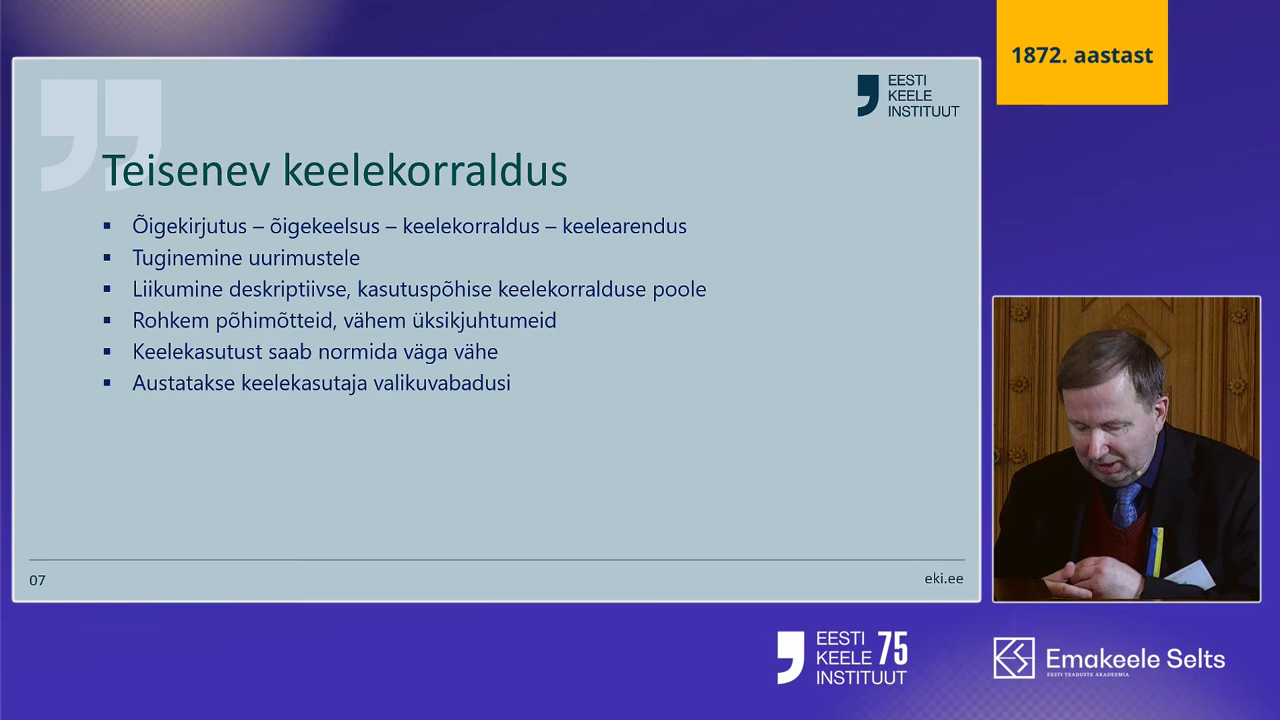 1872. aastast
EESTI
KEELE
INSTITUUT
Teisenev keelekorraldus
▪ Õigekirjutus – õigekeelsus – keelekorraldus – keelearendus
▪ Tuginemine uurimustele
▪ Liikumine deskriptiivse, kasutuspõhise keelekorralduse poole
▪ Rohkem põhimõtteid, vähem üksikjuhtumeid
▪ Keelekasutust saab normida väga vähe
▪ Austatakse keelekasutaja valikuvabadusi
07
eki.ee
EESTI
KEELE 75
INSTITUUT
Emakeele Selts
EESTI TEADUSTE AKADEEMIA